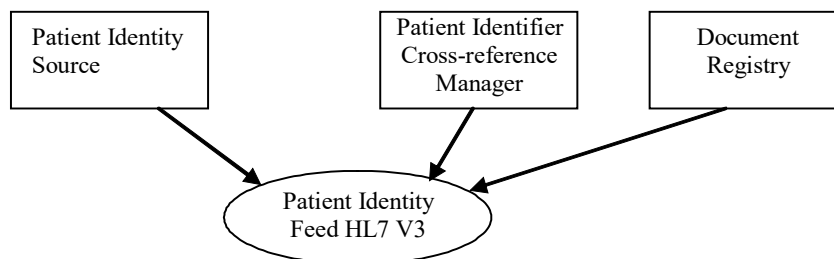 Patient Identity
Source
Patient Identifier
Cross-reference
Manager
Document
Registry
Patient Identity
Feed HL7 V3